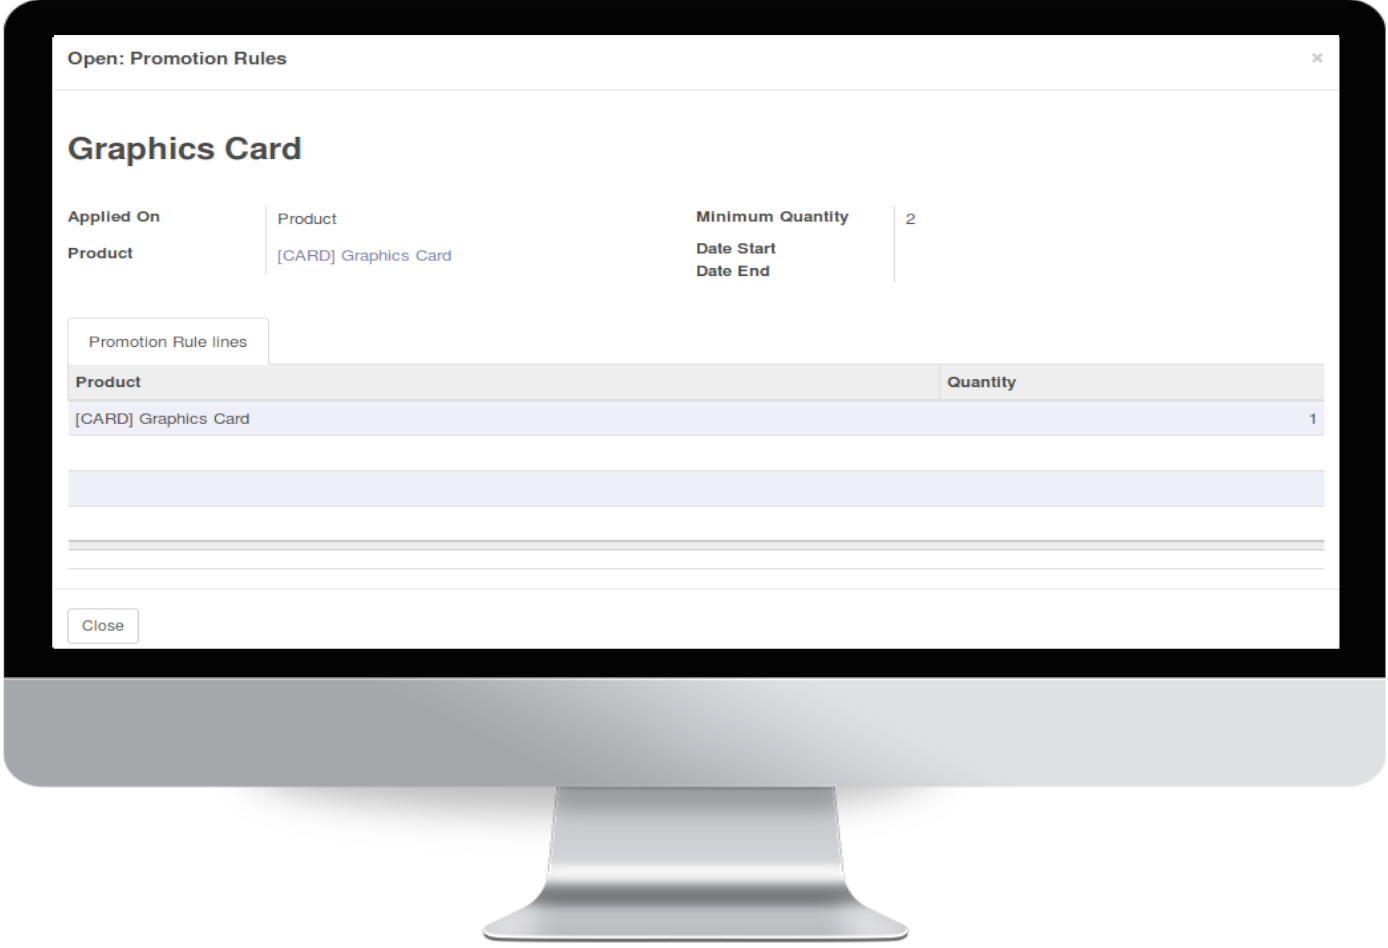 Open: Promotion Rules ×
Graphics Card
Applied On Product Minimum Quantity 2
Product [CARD] Graphics Card Date Start
Date End
Promotion Rule lines
Product Quantity
[CARD] Graphics Card 1
Close